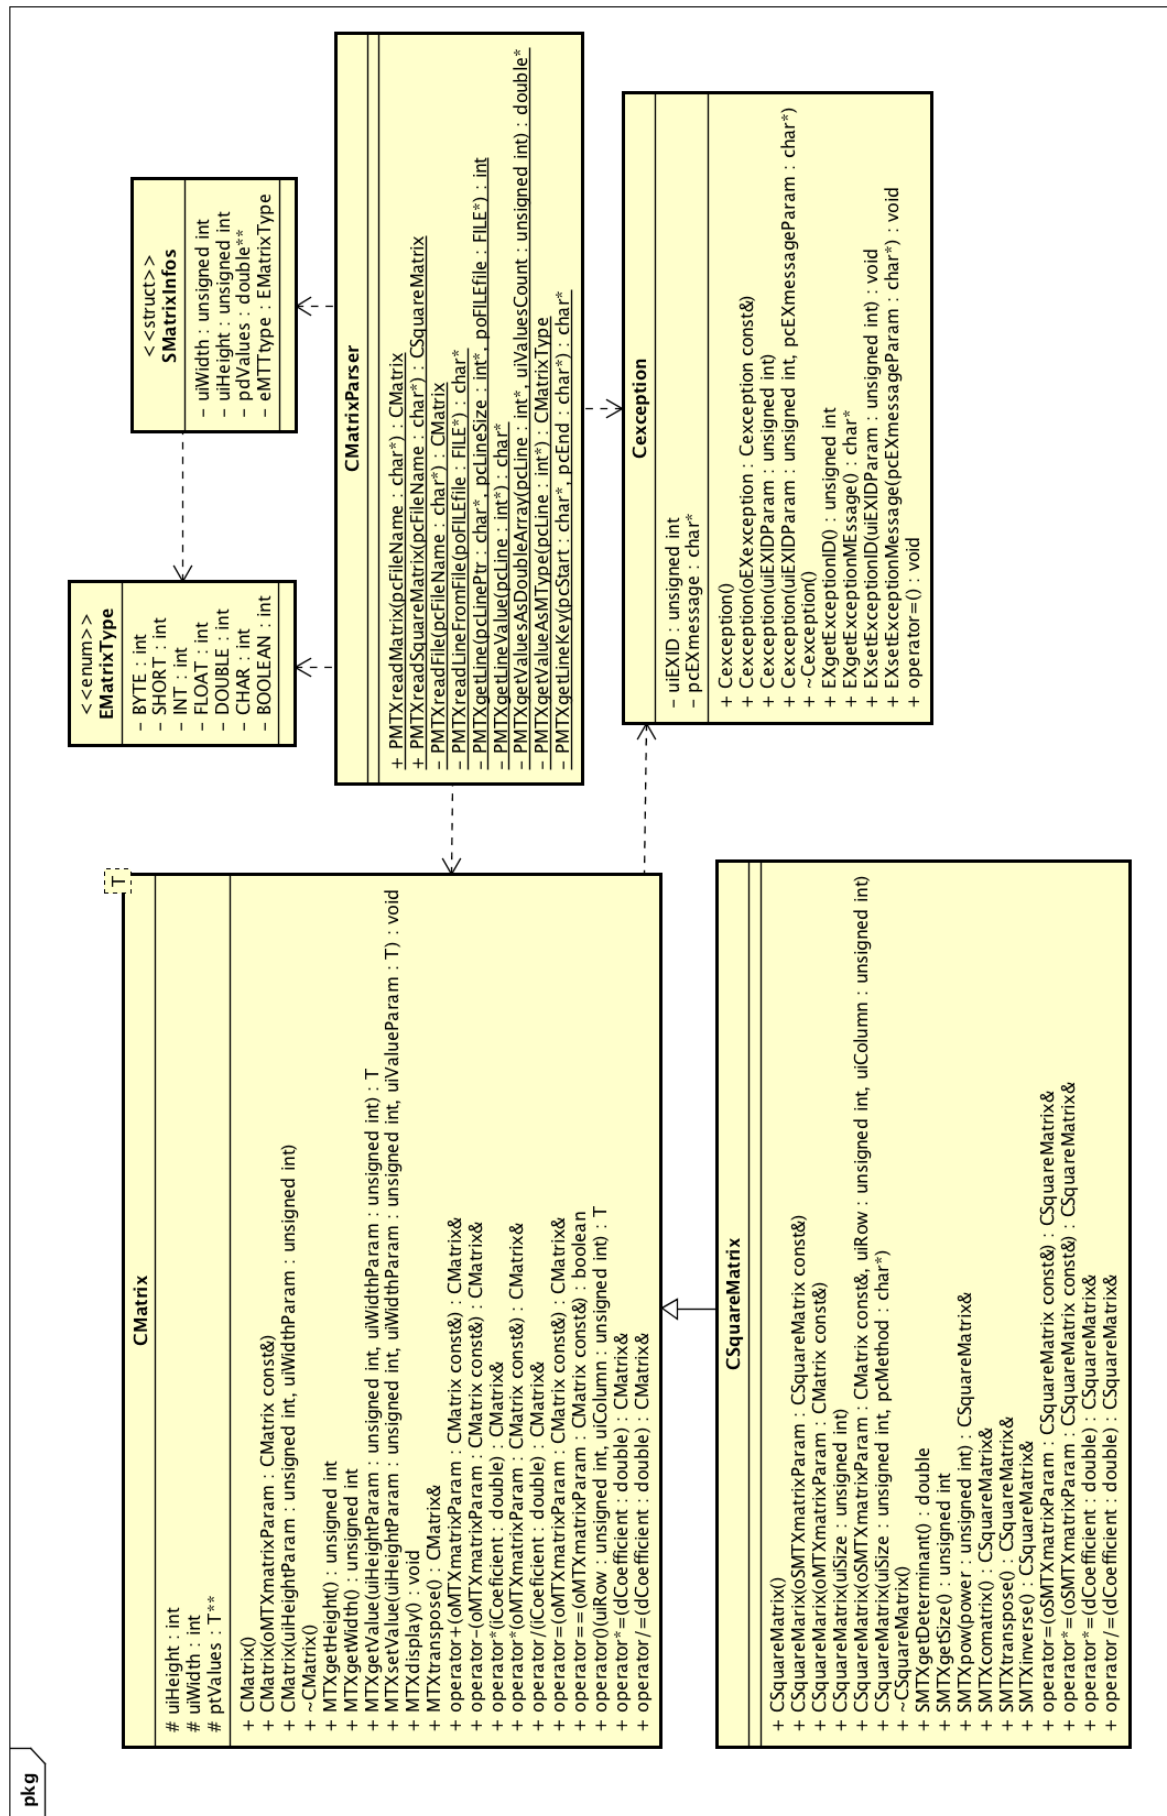 pkg
T
CMatrix
# uiHeight : int
# uiWidth : int
# ptValues : T**
+ CMatrix()
+ CMatrix(oMTXmatrixParam : CMatrix const&)
+ CMatrix(uiHeightParam : unsigned int, uiWidthParam : unsigned int)
+ ~CMatrix()
+ MTXgetHeight() : unsigned int
+ MTXgetWidth() : unsigned int
+ MTXgetValue(uiHeightParam : unsigned int, uiWidthParam : unsigned int) : T
+ MTXsetValue(uiHeightParam : unsigned int, uiWidthParam : unsigned int, uiValueParam : T) : void
+ MTXdisplay() : void
+ MTXtranspose() : CMatrix&
+ operator+(oMTXmatrixParam : CMatrix const&) : CMatrix&
+ operator-(oMTXmatrixParam : CMatrix const&) : CMatrix&
+ operator*(iCoeficient : double) : CMatrix&
+ operator*(oMTXmatrixParam : CMatrix const&) : CMatrix&
+ operator/(iCoeficient : double) : CMatrix&
+ operator=(oMTXmatrixParam : CMatrix const&) : CMatrix&
+ operator==(oMTXmatrixParam : CMatrix const&) : boolean
+ operator()(uiRow : unsigned int, uiColumn : unsigned int) : T
+ operator*=(dCoefficient : double) : CMatrix&
+ operator/=(dCoefficient : double) : CMatrix&
<<enum>>
EMatrixType
- BYTE : int
- SHORT : int
- INT : int
- FLOAT : int
- DOUBLE : int
- CHAR : int
- BOOLEAN : int
<<struct>>
SMatrixInfos
- uiWidth : unsigned int
- uiHeight : unsigned int
- pdValues : double**
- eMTTtype : EMatrixType
CMatrixParser
+ PMTXreadMatrix(pcFileName : char*) : CMatrix
+ PMTXreadSquareMatrix(pcFileName : char*) : CSquareMatrix
- PMTXreadFile(pcFileName : char*) : CMatrix
- PMTXreadLineFromFile(poFILEfile : FILE*) : char*
- PMTXgetLine(pcLinePtr : char*, pcLineSize : int*, poFILEfile : FILE*) : int
- PMTXgetLineValue(pcLine : int*) : char*
- PMTXgetValuesAsDoubleArray(pcLine : int*, uiValuesCount : unsigned int) : double*
- PMTXgetValueAsMType(pcLine : int*) : CMatrixType
- PMTXgetLineKey(pcStart : char*, pcEnd : char*) : char*
CSquareMatrix
+ CSquareMatrix()
+ CSquareMarix(oSMTXmatrixParam : CSquareMatrix const&)
+ CSquareMarix(oMTXmatrixParam : CMatrix const&)
+ CSquareMatrix(uiSize : unsigned int)
+ CSquareMatrix(oSMTXmatrixParam : CMatrix const&, uiRow : unsigned int, uiColumn : unsigned int)
+ CSquareMatrix(uiSize : unsigned int, pcMethod : char*)
+ ~CSquareMatrix()
+ SMTXgetDeterminant() : double
+ SMTXgetSize() : unsigned int
+ SMTXpow(power : unsigned int) : CSquareMatrix&
+ SMTXcomatrix() : CSquareMatrix&
+ SMTXtranspose() : CSquareMatrix&
+ SMTXinverse() : CSquareMatrix&
+ operator=(oSMTXmatrixParam : CSquareMatrix const&) : CSquareMatrix&
+ operator*=(oSMTXmatrixParam : CSquareMatrix const&) : CSquareMatrix&
+ operator*=(dCoefficient : double) : CSquareMatrix&
+ operator/=(dCoefficient : double) : CSquareMatrix&
Cexception
- uiEXID : unsigned int
- pcEXmessage : char*
+ Cexception()
+ Cexception(oEXexception : Cexception const&)
+ Cexception(uiEXIDParam : unsigned int)
+ Cexception(uiEXIDParam : unsigned int, pcEXmessageParam : char*)
+ ~Cexception()
+ EXgetExceptionID() : unsigned int
+ EXgetExceptionMEssage() : char*
+ EXsetExceptionID(uiEXIDParam : unsigned int) : void
+ EXsetExceptionMessage(pcEXmessageParam : char*) : void
+ operator=() : void